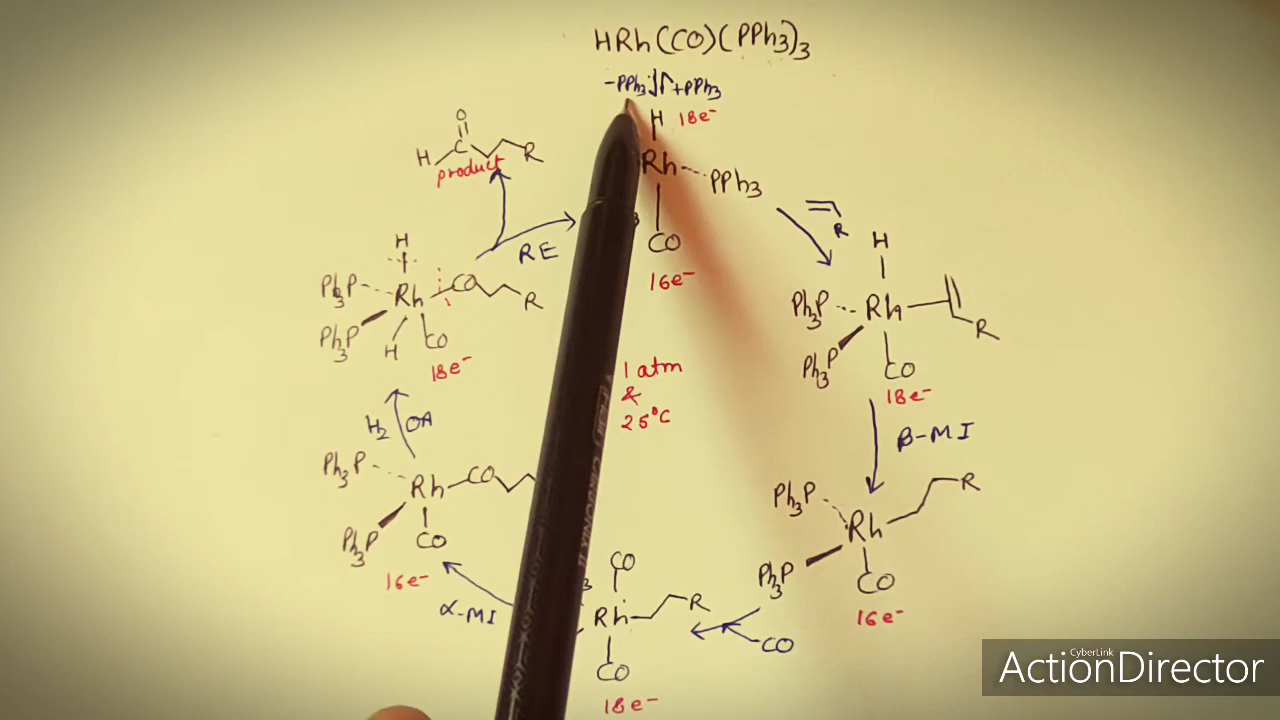 HRh(CO)(PPh3)3
-PPh3 +PPh3
18e-
H
Rh PPh3
CO
16e-
R
H
Ph3P Rh
Ph3P R
CO
18e-
β-MI
Ph3P R
Rh
Ph3P CO
16e-
CO
CO
Rh R
CO
18e-
α-MI
Ph3P Rh CO
Ph3P CO
16e-
H2 OA
H
Ph3P Rh CO R
Ph3P H CO
18e-
RE
O
H C R
product
1 atm
&
25°C
CyberLink
ActionDirector